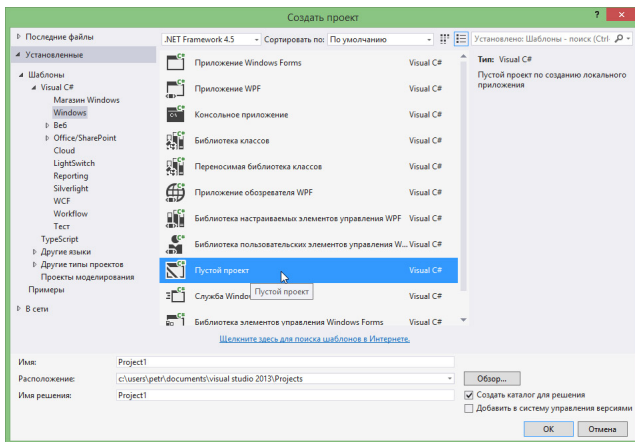 Создать проект
Последние файлы
Установленные
Шаблоны
Visual C#
Магазин Windows
Windows
Веб
Office/SharePoint
Cloud
LightSwitch
Reporting
Silverlight
WCF
Workflow
Тест
TypeScript
Другие языки
Другие типы проектов
Проекты моделирования
Примеры
В сети
.NET Framework 4.5 Сортировать по: По умолчанию
Приложение Windows Forms Visual C#
Приложение WPF Visual C#
Консольное приложение Visual C#
Библиотека классов Visual C#
Переносимая библиотека классов Visual C#
Приложение обозревателя WPF Visual C#
Библиотека настраиваемых элементов управления WPF Visual C#
Библиотека пользовательских элементов управления W... Visual C#
Пустой проект Visual C#
Служба Windo Visual C#
Пустой проект
Библиотека элементов управления Windows Forms Visual C#
Щелкните здесь для поиска шаблонов в Интернете.
Установлено: Шаблоны - поиск (Ctrl-
Тип: Visual C#
Пустой проект по созданию локального
приложения
Имя: Project1
Расположение: c:\users\petr\documents\visual studio 2013\Projects Обзор...
Имя решения: Project1
Создать каталог для решения
Добавить в систему управления версиями
OK Отмена